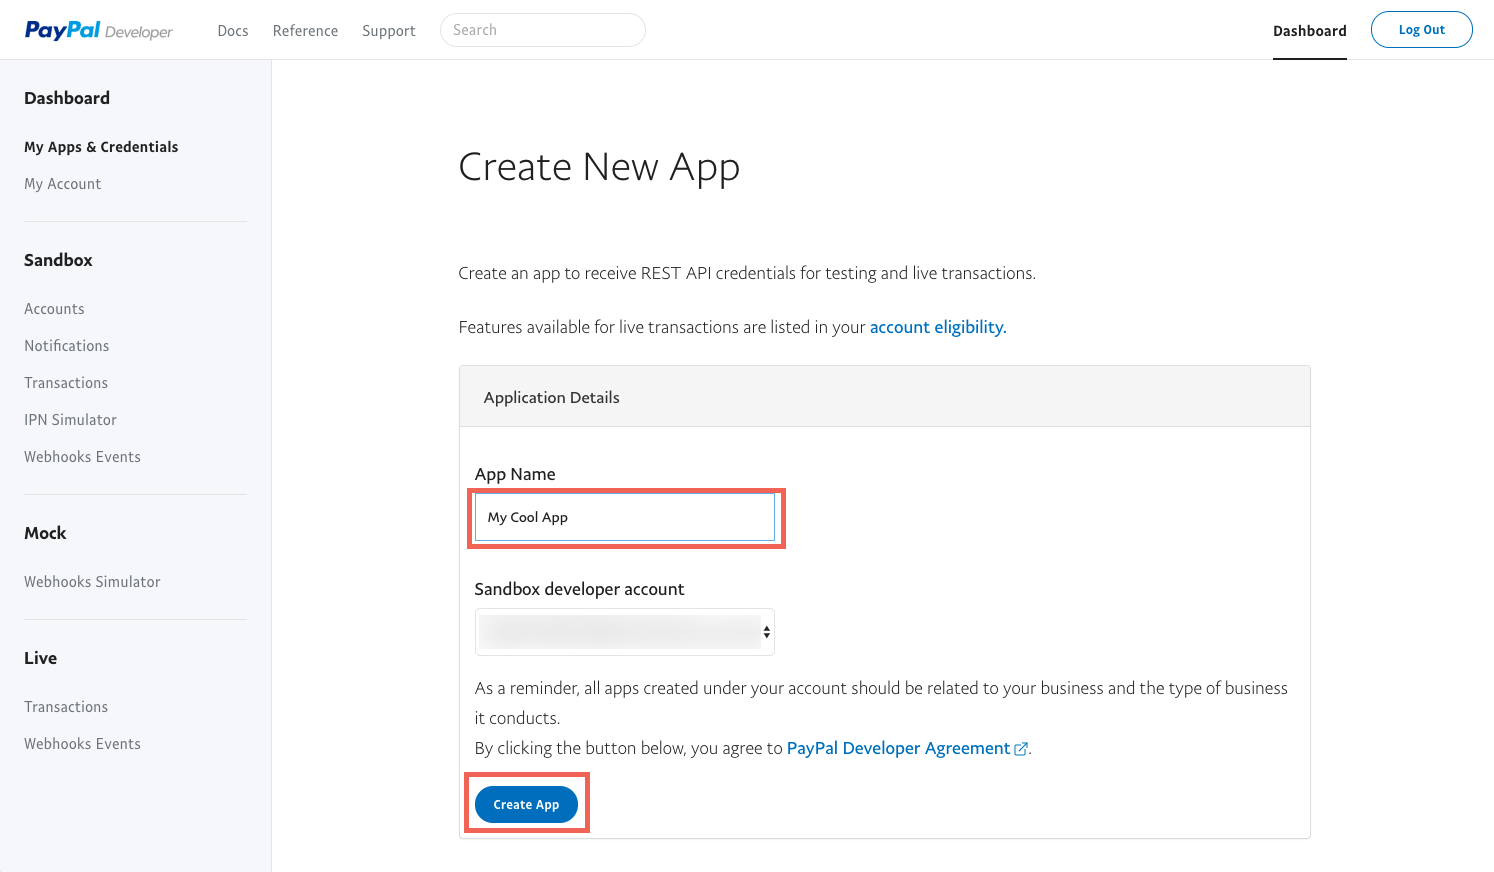 PayPal Developer
Docs
Reference
Support
Search
Dashboard
Log Out
Dashboard
My Apps & Credentials
My Account
Sandbox
Accounts
Notifications
Transactions
IPN Simulator
Webhooks Events
Mock
Webhooks Simulator
Live
Transactions
Webhooks Events
Create New App
Create an app to receive REST API credentials for testing and live transactions.
Features available for live transactions are listed in your account eligibility.
Application Details
App Name
My Cool App
Sandbox developer account
As a reminder, all apps created under your account should be related to your business and the type of business
it conducts.
By clicking the button below, you agree to PayPal Developer Agreement.
Create App